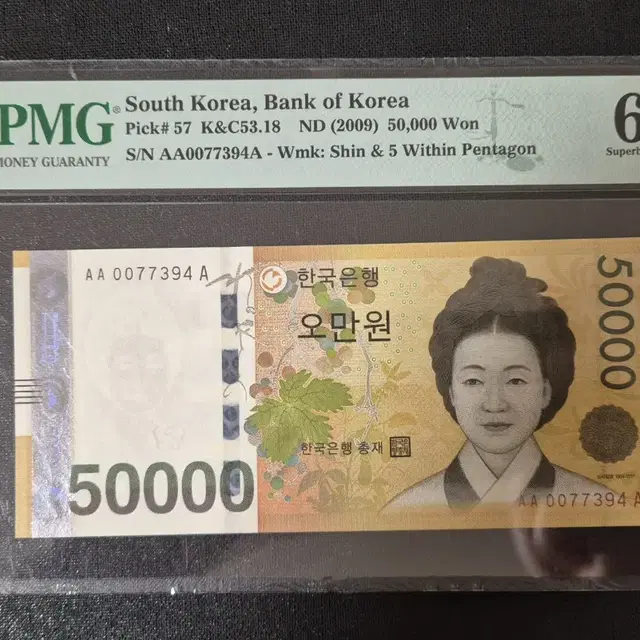 PMG®
MONEY GUARANTY
South Korea, Bank of Korea
Pick# 57 K&C53.18 ND (2009) 50,000 Won
S/N AA0077394A - Wmk: Shin & 5 Within Pentagon
6
Superb
AA 0077394 A
한국은행
오만원
50000
한국은행 총재
50000
AA 0077394 A